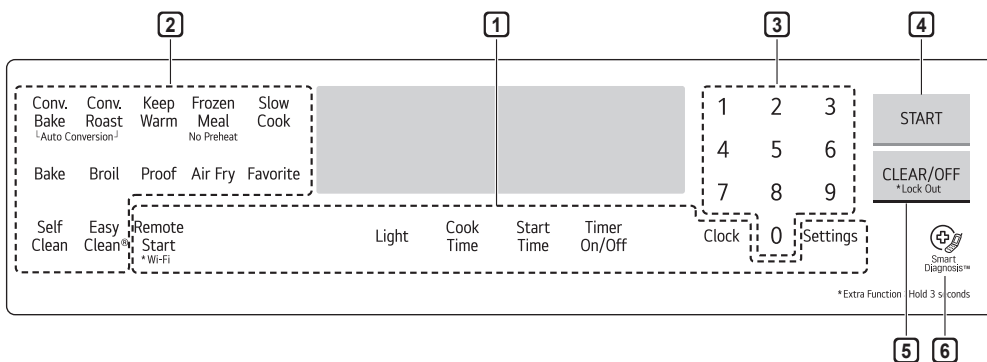 2
1
3
4
Conv. Bake
Conv. Roast
Keep Warm
Frozen Meal
Slow Cook
└Auto Conversion┘
No Preheat
1 2 3
START
4 5 6
Bake Broil Proof Air Fry Favorite
CLEAR/OFF
*Lock Out
7 8 9
Self Clean
Easy Clean®
Remote Start
*Wi-Fi
Light
Cook Time
Start Time
Timer On/Off
Clock
0
Settings
Smart
Diagnosis™
*Extra Function : Hold 3 seconds
5
6